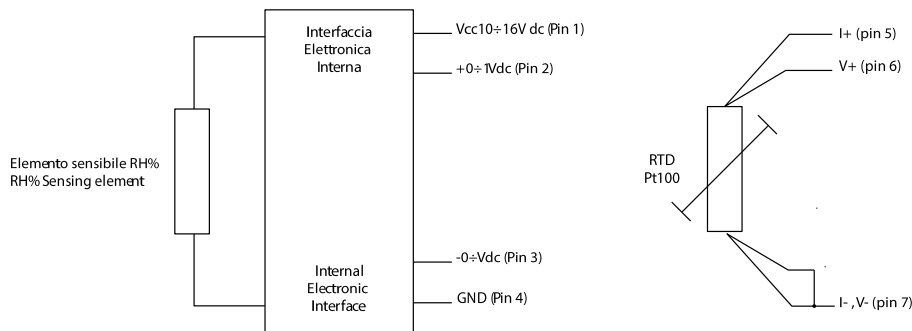 Interfaccia
Elettronica
Interna
Vcc10÷16V dc (Pin 1)
+0÷1Vdc (Pin 2)
Elemento sensibile RH%
RH% Sensing element
Internal
Electronic
Interface
-0÷Vdc (Pin 3)
GND (Pin 4)
I+ (pin 5)
V+ (pin 6)
RTD
Pt100
I- ,V- (pin 7)